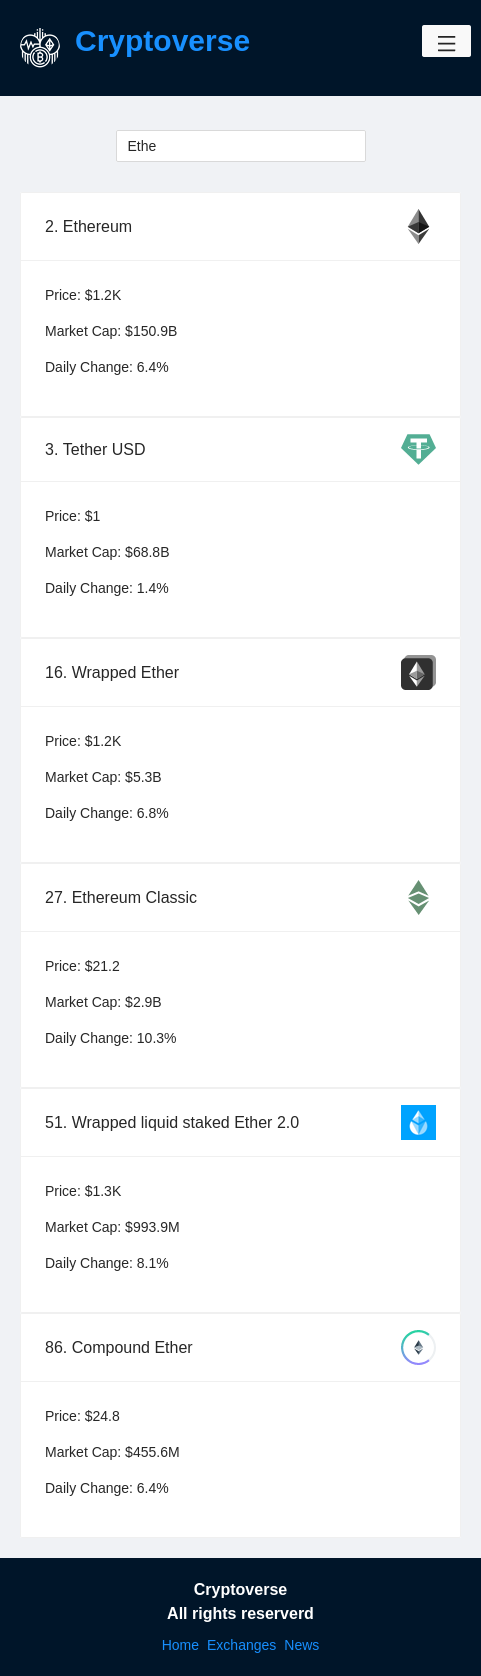 Cryptoverse
Ethe
2. Ethereum
Price: $1.2K
Market Cap: $150.9B
Daily Change: 6.4%
3. Tether USD
Price: $1
Market Cap: $68.8B
Daily Change: 1.4%
16. Wrapped Ether
Price: $1.2K
Market Cap: $5.3B
Daily Change: 6.8%
27. Ethereum Classic
Price: $21.2
Market Cap: $2.9B
Daily Change: 10.3%
51. Wrapped liquid staked Ether 2.0
Price: $1.3K
Market Cap: $993.9M
Daily Change: 8.1%
86. Compound Ether
Price: $24.8
Market Cap: $455.6M
Daily Change: 6.4%
Cryptoverse
All rights reserverd
Home Exchanges News